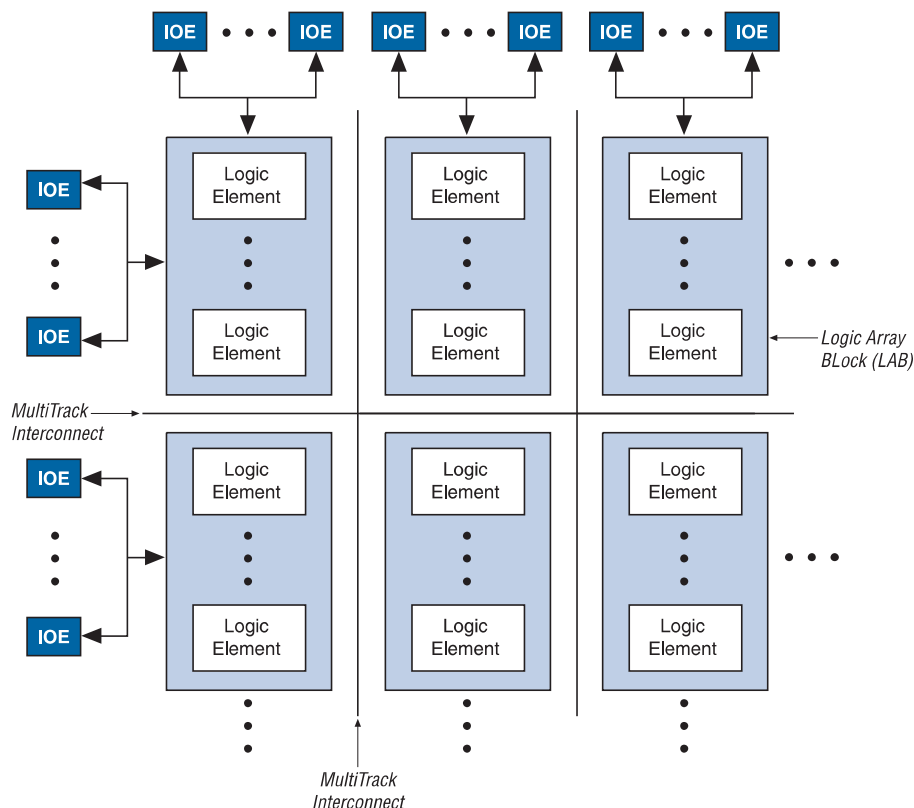 IOE IOE IOE IOE IOE IOE
Logic Element
Logic Element
Logic Element
IOE
IOE
Logic Element
Logic Element
Logic Element
Logic Array
BLock (LAB)
MultiTrack
Interconnect
IOE
Logic Element
Logic Element
Logic Element
IOE
Logic Element
Logic Element
Logic Element
MultiTrack
Interconnect